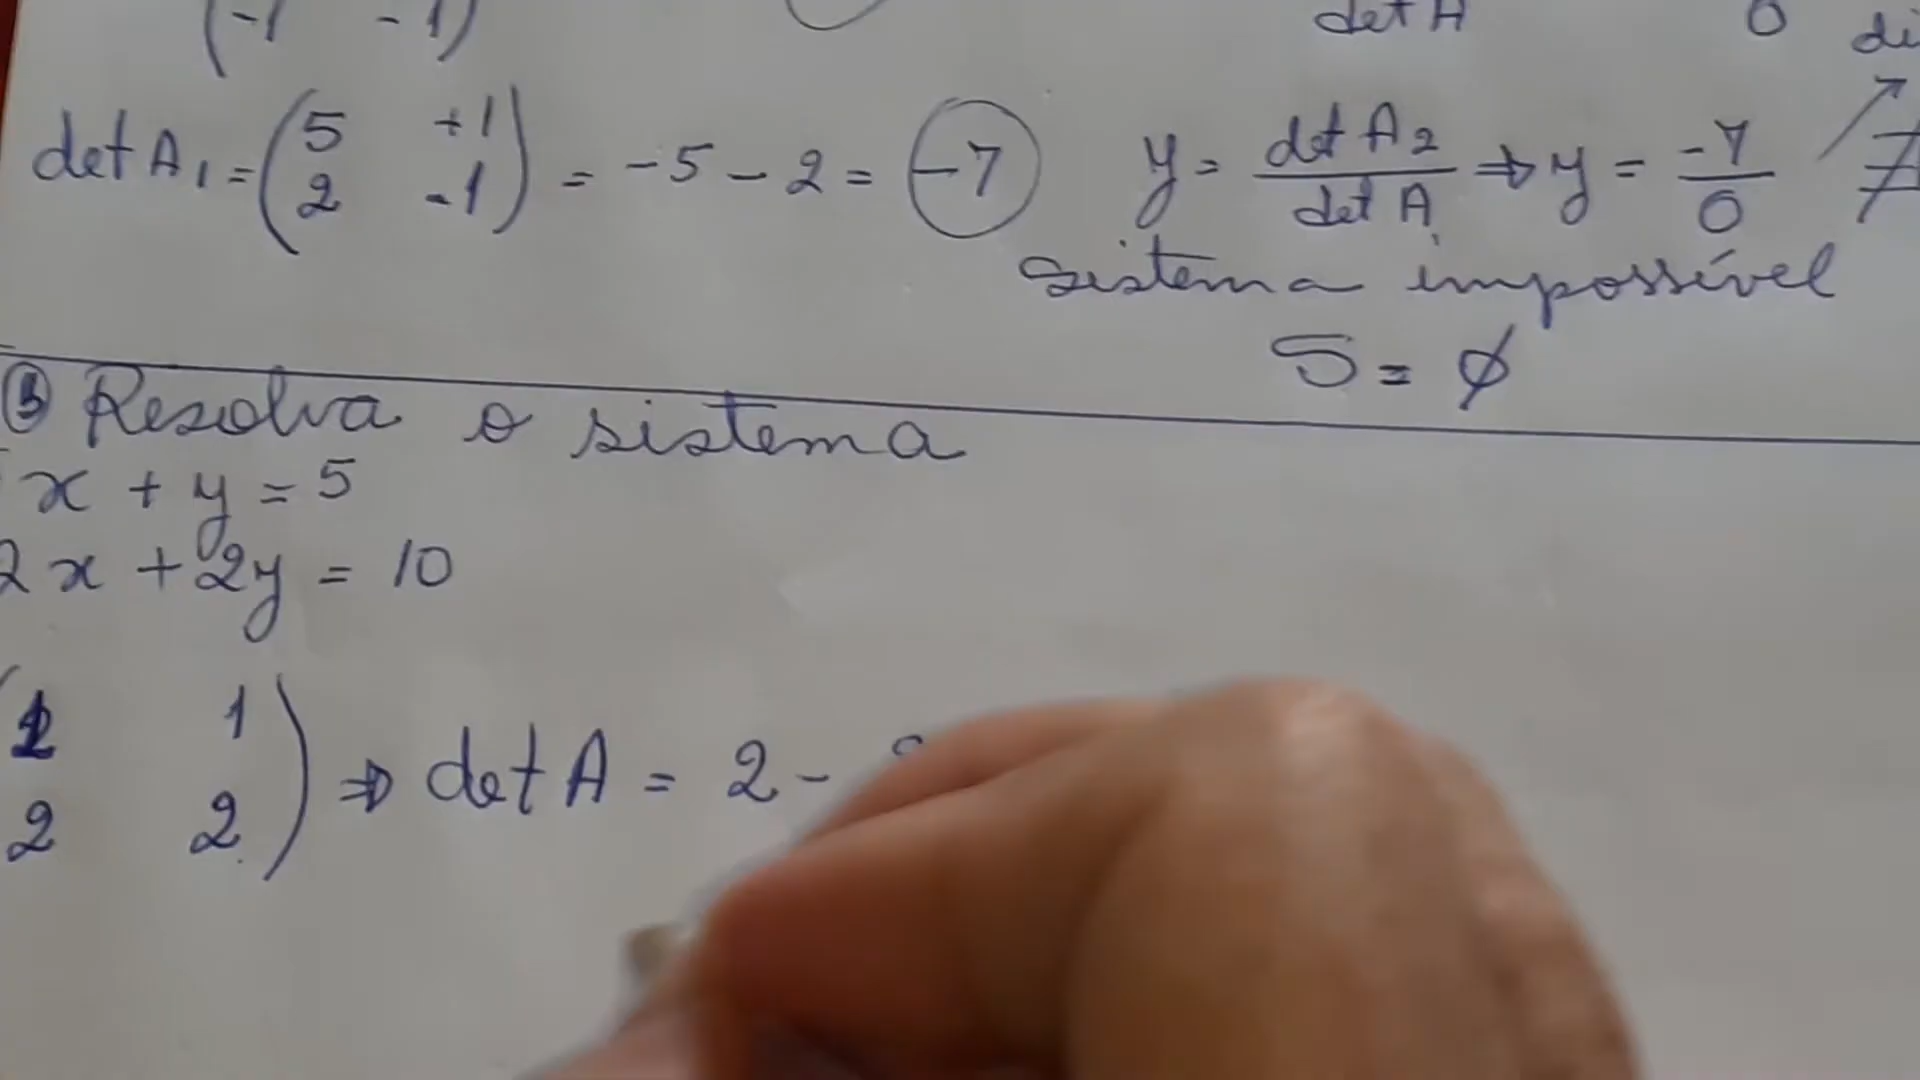 (-1 -1)
det A 0 di
det A1 = (5 +1 = -5 - 2 = -7
2 -1)
y = det A2 / det A ⇒ y = -7/0
sistema impossível
S = ∅
3 Resolva o sistema
x + y = 5
2x + 2y = 10
(1 1
2 2) ⇒ det A = 2 -